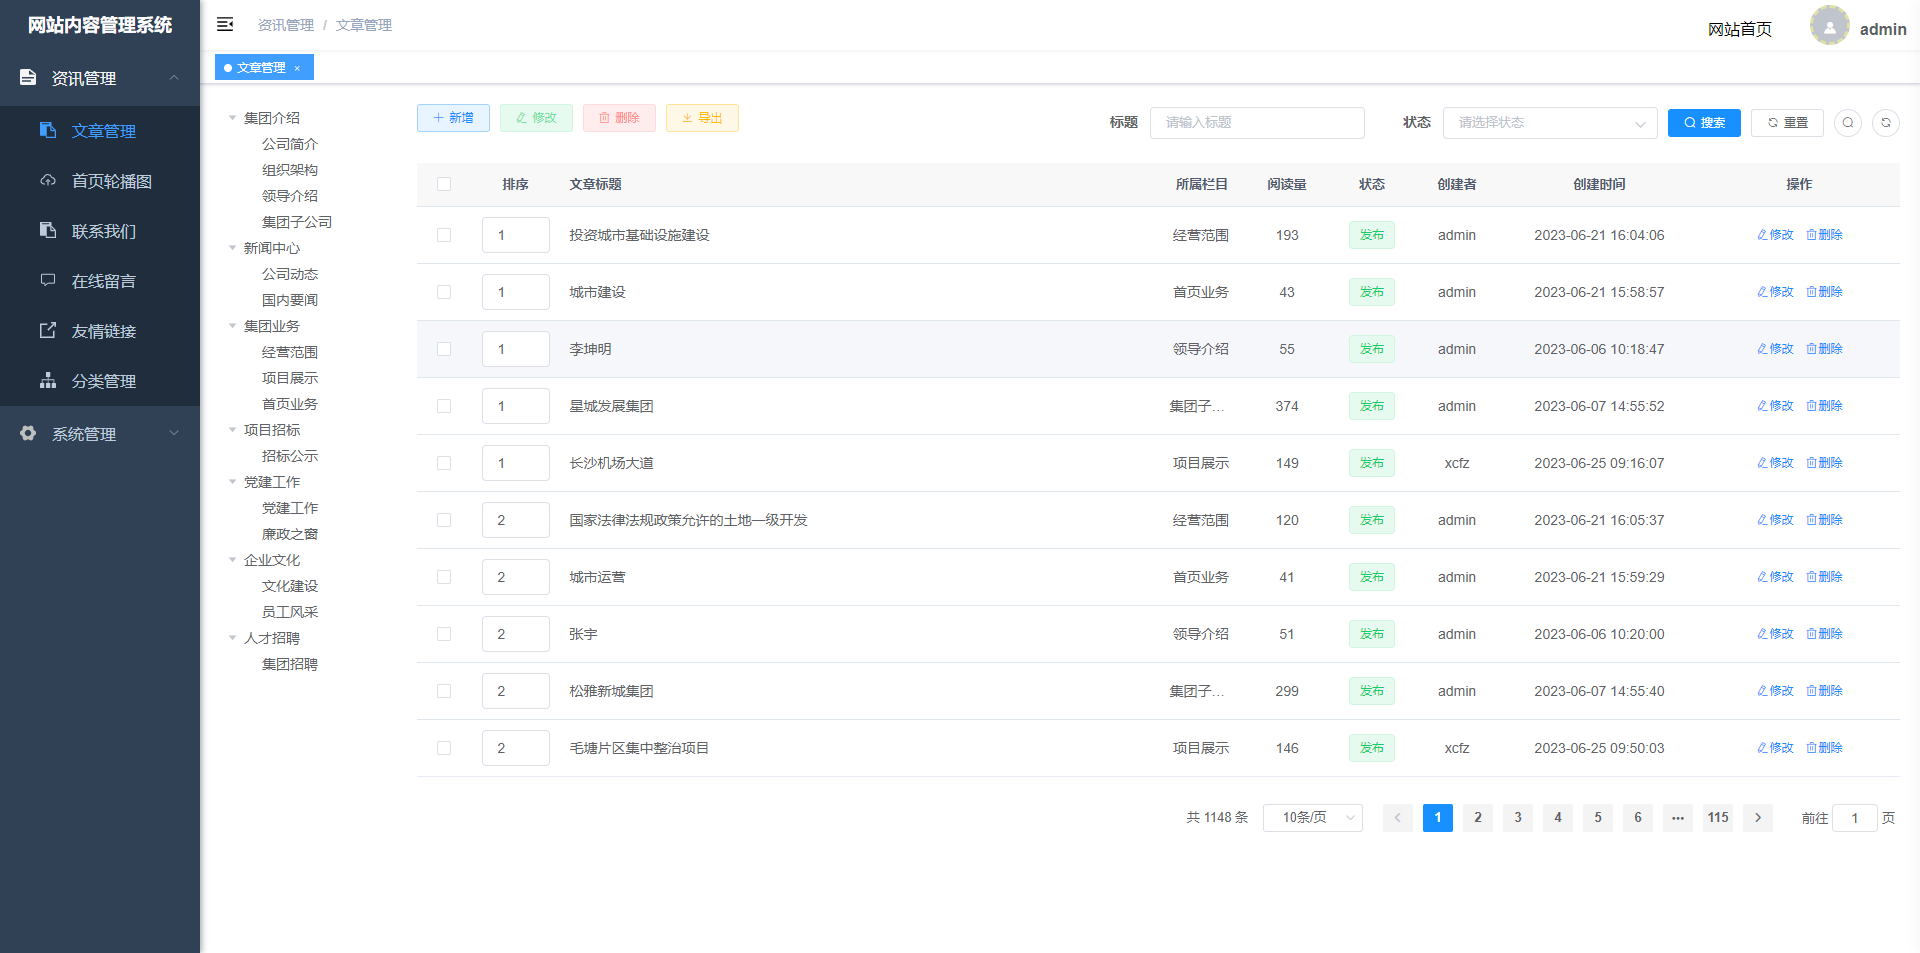 网站内容管理系统
资讯管理 / 文章管理
网站首页
admin
资讯管理
文章管理
首页轮播图
联系我们
在线留言
友情链接
分类管理
系统管理
文章管理 ×
集团介绍
公司简介
组织架构
领导介绍
集团子公司
新闻中心
公司动态
国内要闻
集团业务
经营范围
项目展示
首页业务
项目招标
招标公示
党建工作
党建工作
廉政之窗
企业文化
文化建设
员工风采
人才招聘
集团招聘
新增 修改 删除 导出
标题 请输入标题 状态 请选择状态 搜索 重置
排序 文章标题 所属栏目 阅读量 状态 创建者 创建时间 操作
1 投资城市基础设施建设 经营范围 193 发布 admin 2023-06-21 16:04:06 修改 删除
1 城市建设 首页业务 43 发布 admin 2023-06-21 15:58:57 修改 删除
1 李坤明 领导介绍 55 发布 admin 2023-06-06 10:18:47 修改 删除
1 星城发展集团 集团子... 374 发布 admin 2023-06-07 14:55:52 修改 删除
1 长沙机场大道 项目展示 149 发布 xcfz 2023-06-25 09:16:07 修改 删除
2 国家法律法规政策允许的土地一级开发 经营范围 120 发布 admin 2023-06-21 16:05:37 修改 删除
2 城市运营 首页业务 41 发布 admin 2023-06-21 15:59:29 修改 删除
2 张宇 领导介绍 51 发布 admin 2023-06-06 10:20:00 修改 删除
2 松雅新城集团 集团子... 299 发布 admin 2023-06-07 14:55:40 修改 删除
2 毛塘片区集中整治项目 项目展示 146 发布 xcfz 2023-06-25 09:50:03 修改 删除
共 1148 条 10条/页 1 2 3 4 5 6 ••• 115 前往 1 页